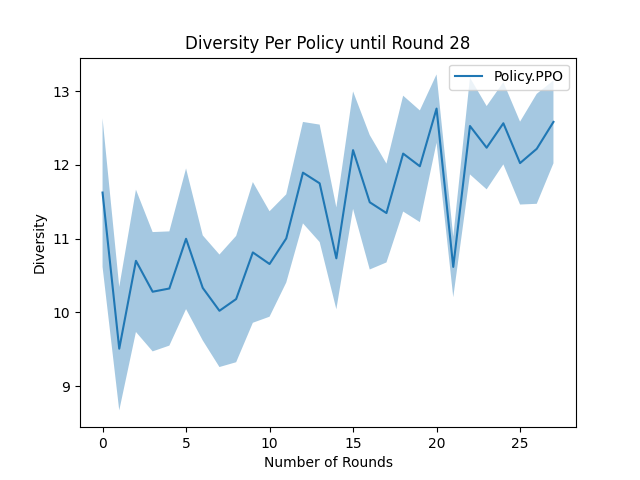 Diversity Per Policy until Round 28
Policy.PPO
13
12
11
10
9
Diversity
0 5 10 15 20 25
Number of Rounds